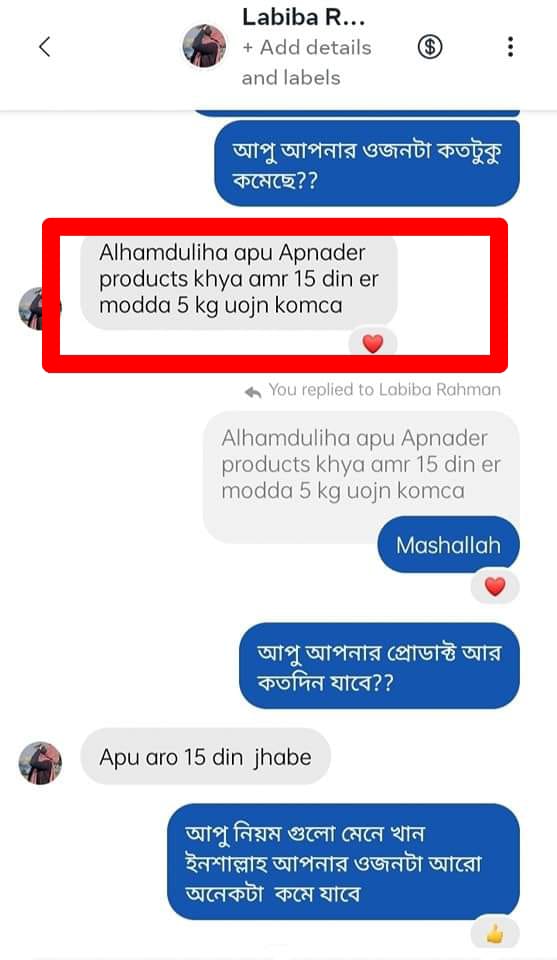 Labiba R...
+ Add details
and labels
আপু আপনার ওজনটা কতটুকু
কমেছে??
Alhamduliha apu Apnader
products khya amr 15 din er
modda 5 kg uojn komca
You replied to Labiba Rahman
Alhamduliha apu Apnader
products khya amr 15 din er
modda 5 kg uojn komca
Mashallah
আপু আপনার প্রোডাক্ট আর
কতদিন যাবে??
Apu aro 15 din jhabe
আপু নিয়ম গুলো মেনে খান
ইনশাল্লাহ আপনার ওজনটা আরো
অনেকটা কমে যাবে